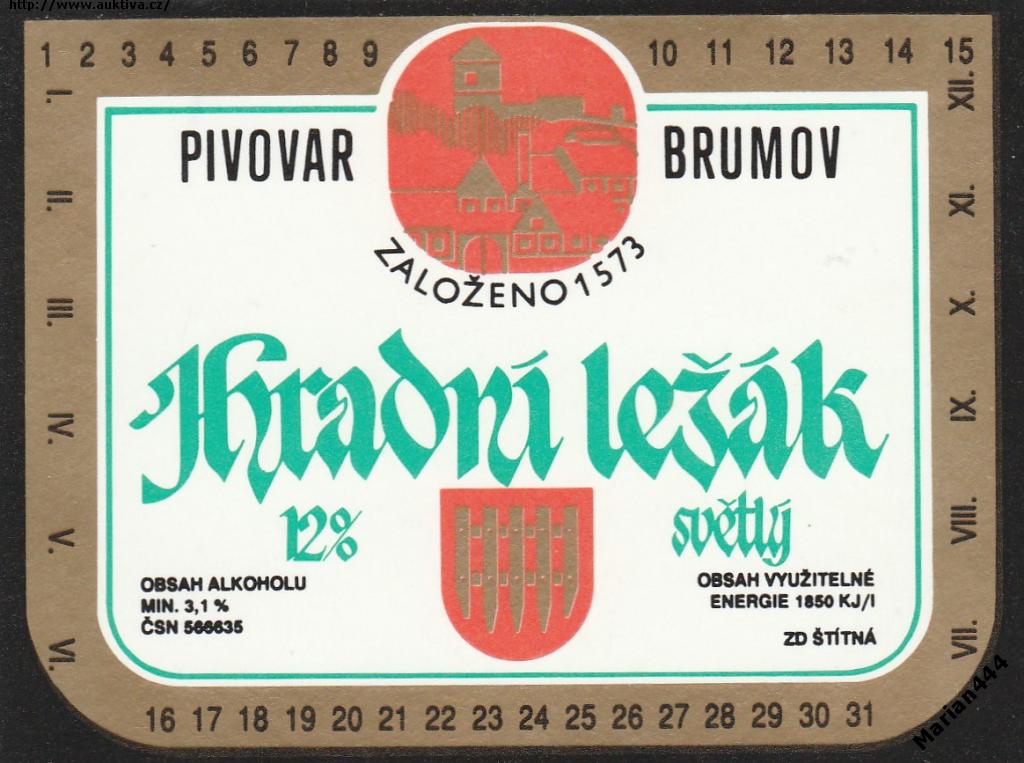 http://www.auktiva.cz/
1 2 3 4 5 6 7 8 9 10 11 12 13 14 15
I. II. III. IV. V. VI.
PIVOVAR BRUMOV
ZALOŽENO 1573
Hradní ležák
12% světlý
OBSAH ALKOHOLU
MIN. 3,1 %
ČSN 566635
OBSAH VYUŽITELNÉ
ENERGIE 1850 KJ/l
ZD ŠTÍTNÁ
XII. XI. X. IX. VIII. VII.
16 17 18 19 20 21 22 23 24 25 26 27 28 29 30 31
Marian444